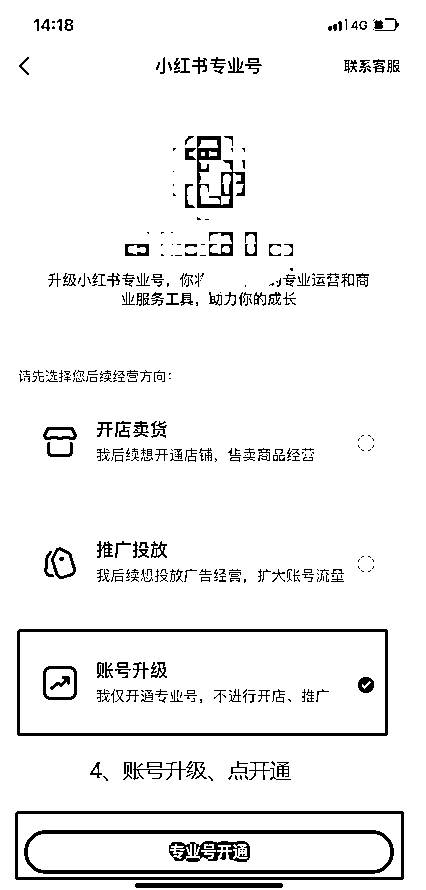 14:18
4G
小红书专业号
联系客服
升级小红书专业号，你将 的专业运营和商
业服务工具，助力你的成长
请先选择您后续经营方向：
开店卖货
我后续想开通店铺，售卖商品经营
推广投放
我后续想投放广告经营，扩大账号流量
账号升级
我仅开通专业号，不进行开店、推广
4、账号升级、点开通
专业号开通